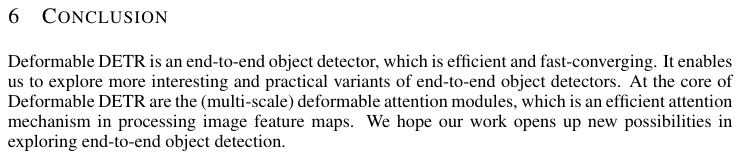 6 CONCLUSION
Deformable DETR is an end-to-end object detector, which is efficient and fast-converging. It enables
us to explore more interesting and practical variants of end-to-end object detectors. At the core of
Deformable DETR are the (multi-scale) deformable attention modules, which is an efficient attention
mechanism in processing image feature maps. We hope our work opens up new possibilities in
exploring end-to-end object detection.